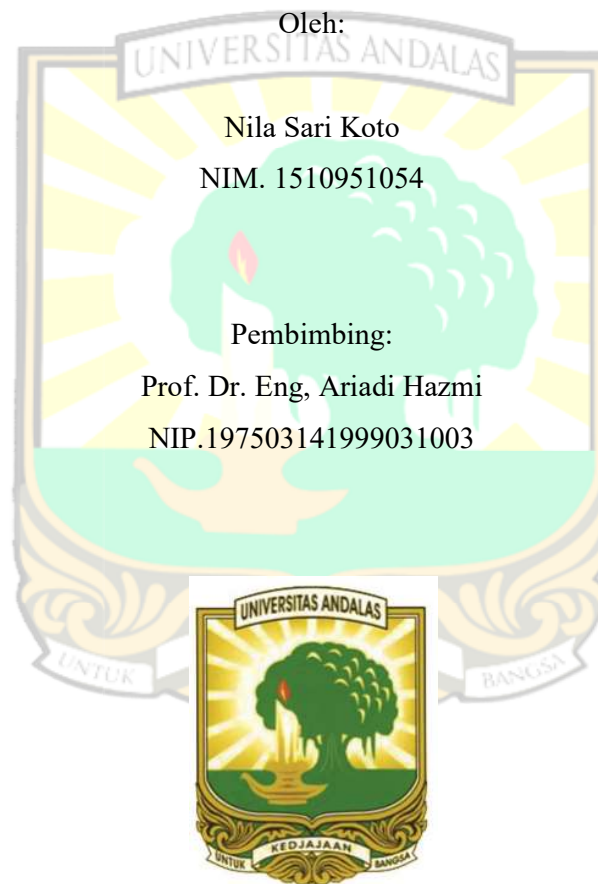 Oleh:
UNIVERSITAS ANDALAS
Nila Sari Koto
NIM. 1510951054
Pembimbing:
Prof. Dr. Eng, Ariadi Hazmi
NIP.197503141999031003
UNIVERSITAS ANDALAS
UNTUK
BANGSA
UNTUK KEDJAJAAN BANGSA